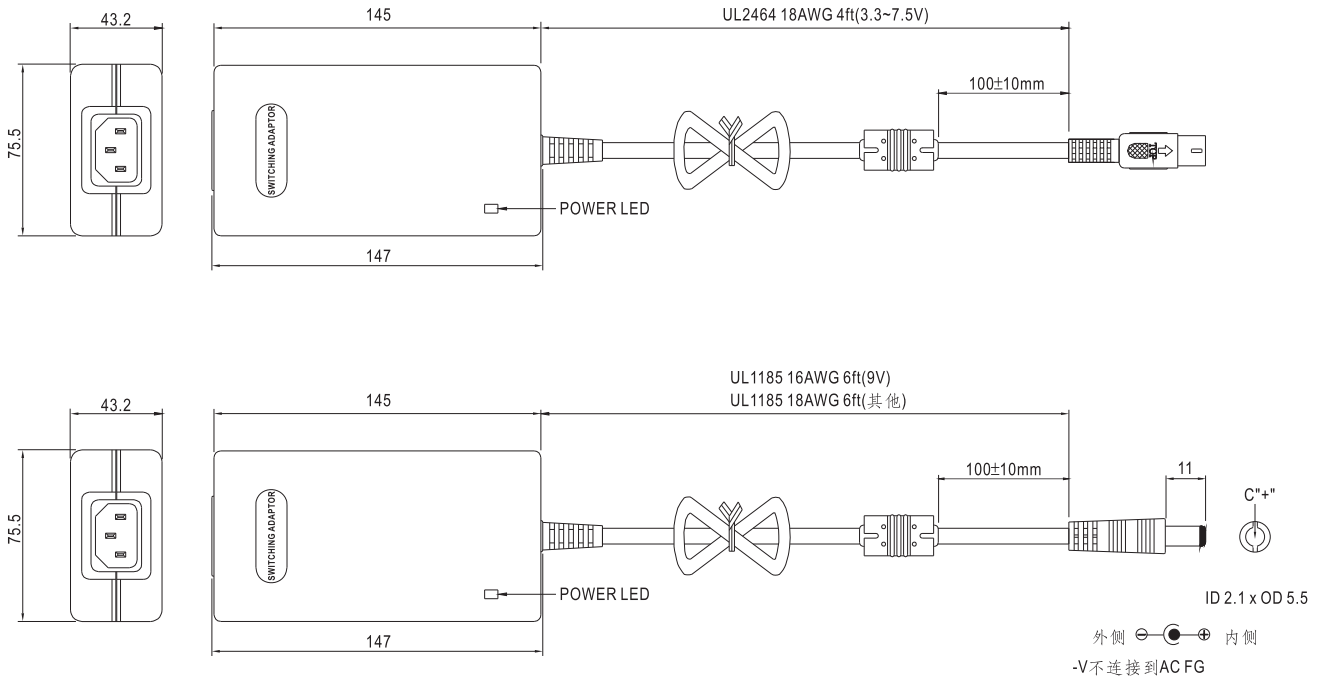 43.2
145
UL2464 18AWG 4ft(3.3~7.5V)
100±10mm
75.5
SWITCHING ADAPTOR
TOP
POWER LED
147
UL1185 16AWG 6ft(9V)
43.2
145
UL1185 18AWG 6ft(其他)
100±10mm
11
C"+"
75.5
SWITCHING ADAPTOR
POWER LED
ID 2.1 x OD 5.5
147
外侧 内侧
-V不连接到AC FG